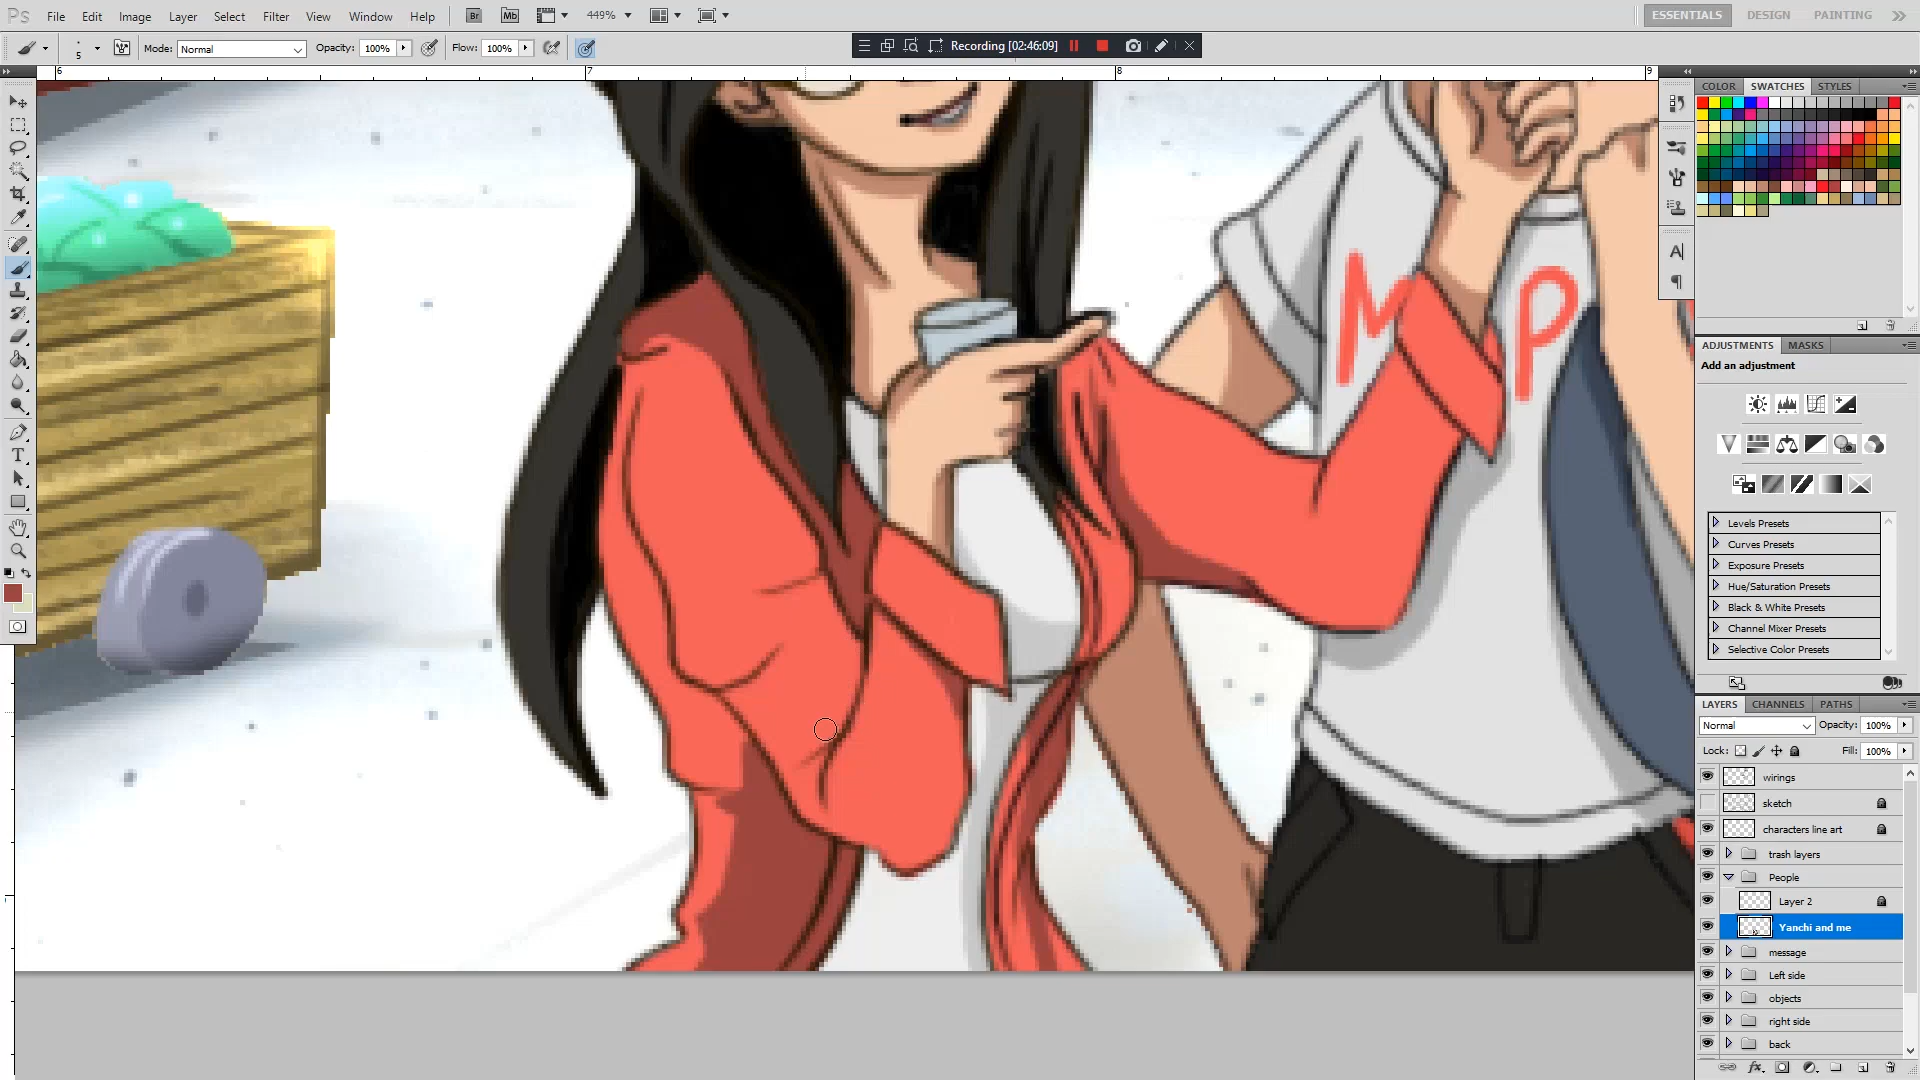 Ps File Edit Image Layer Select Filter View Window Help Br Mb 449% ESSENTIALS DESIGN PAINTING
5 Mode: Normal Opacity: 100% Flow: 100% Recording [02:46:09]
6 7 8 9
COLOR SWATCHES STYLES
M P
ADJUSTMENTS MASKS
Add an adjustment
Levels Presets
Curves Presets
Exposure Presets
Hue/Saturation Presets
Black & White Presets
Channel Mixer Presets
Selective Color Presets
LAYERS CHANNELS PATHS
Normal Opacity: 100%
Lock: Fill: 100%
wirings
sketch
characters line art
trash layers
People
Layer 2
Yanchi and me
message
Left side
objects
right side
back